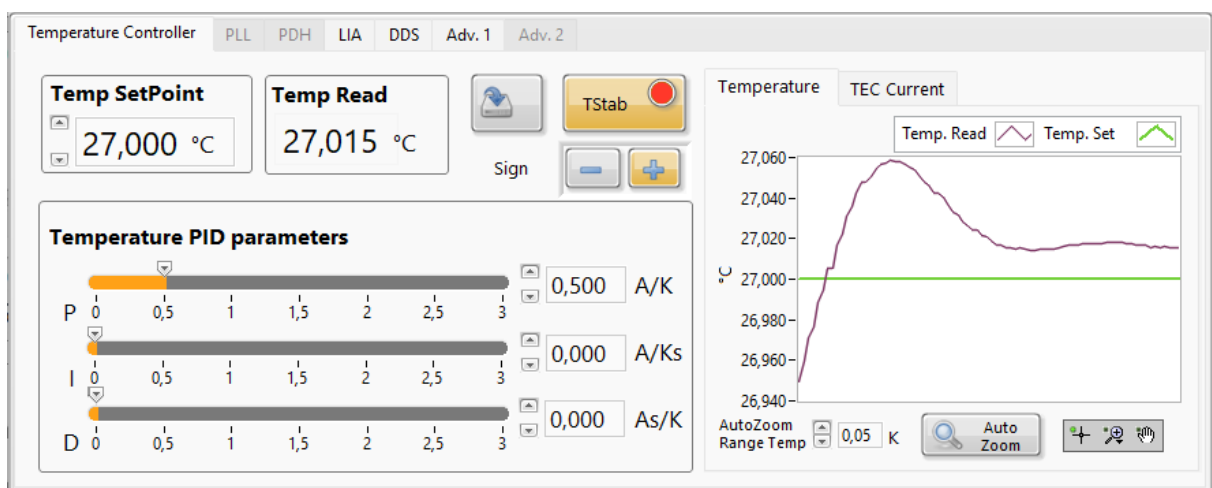 Temperature Controller PLL PDH LIA DDS Adv. 1 Adv. 2
Temp SetPoint
27,000 °C
Temp Read
27,015 °C
TStab
Sign
Temperature PID parameters
P 0 0,5 1 1,5 2 2,5 3 0,500 A/K
I 0 0,5 1 1,5 2 2,5 3 0,000 A/Ks
D 0 0,5 1 1,5 2 2,5 3 0,000 As/K
Temperature TEC Current
Temp. Read Temp. Set
°C
27,060
27,040
27,020
27,000
26,980
26,960
26,940
AutoZoom
Range Temp 0,05 K
Auto
Zoom